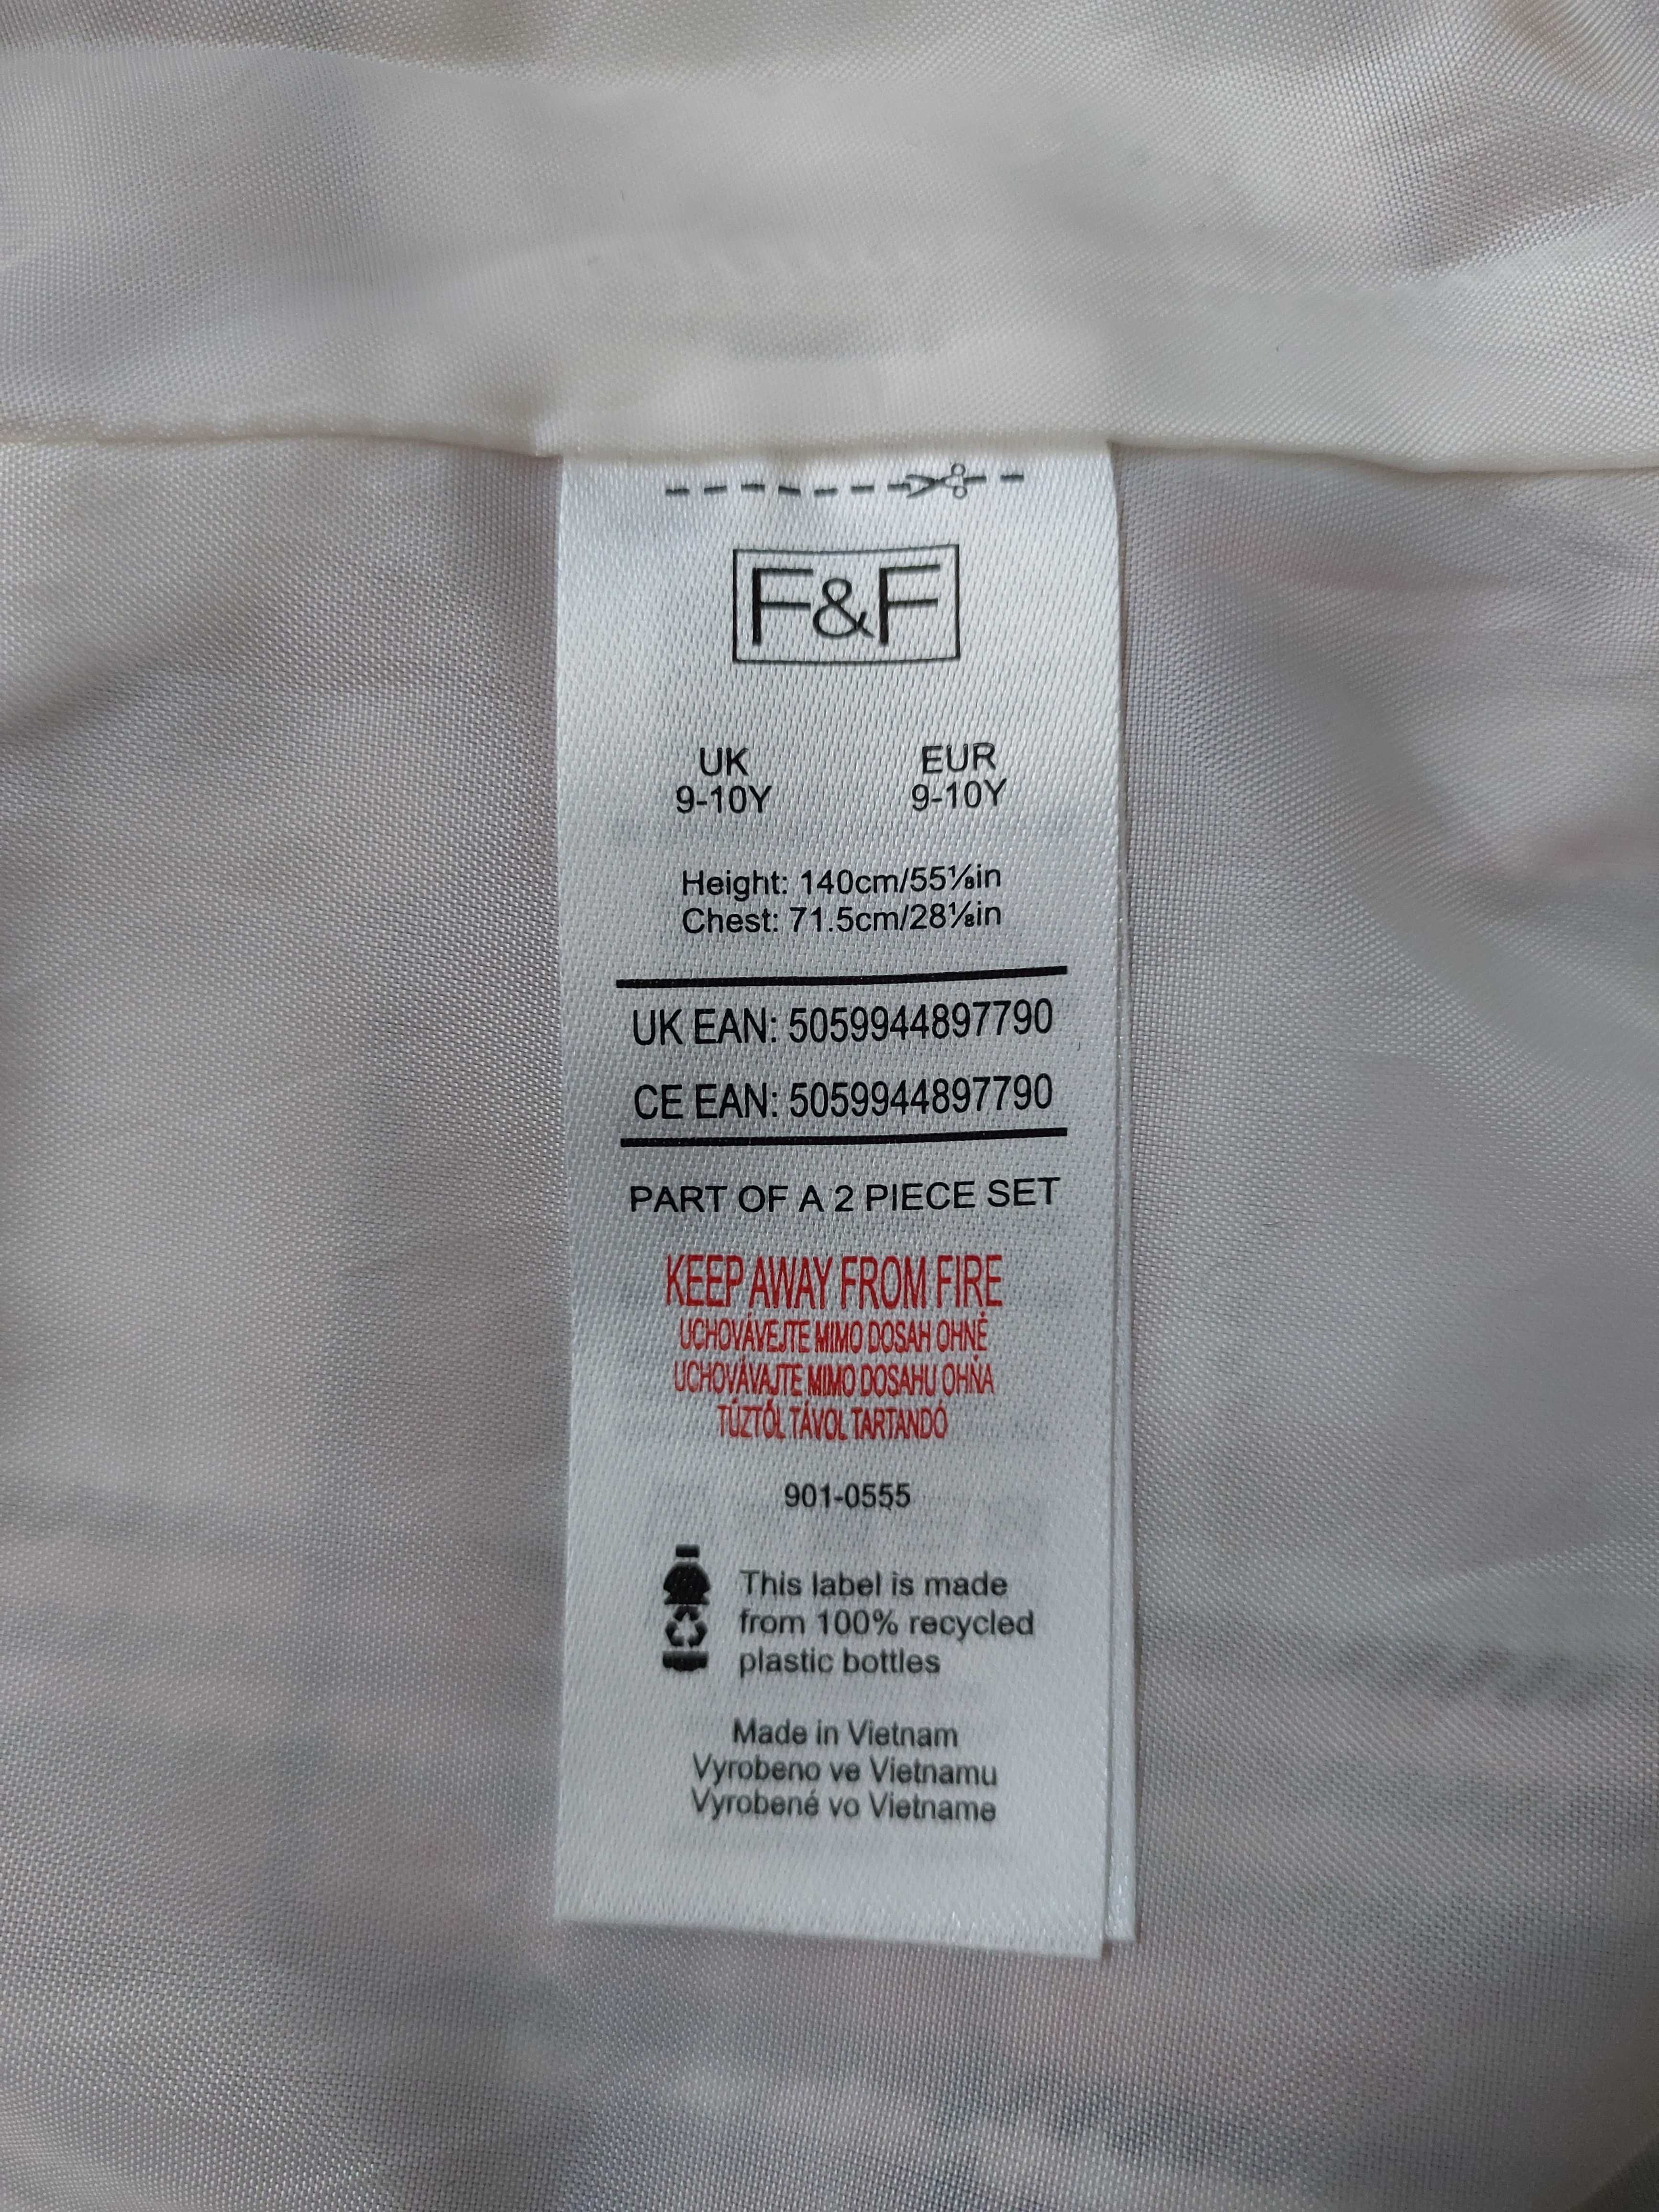 F&F
UK EUR
9-10Y 9-10Y
Height: 140cm/55⅛in
Chest: 71.5cm/28⅛in
UK EAN: 5059944897790
CE EAN: 5059944897790
PART OF A 2 PIECE SET
KEEP AWAY FROM FIRE
UCHOVÁVEJTE MIMO DOSAH OHNĚ
UCHOVÁVAJTE MIMO DOSAHU OHŇA
TŰZTŐL TÁVOL TARTANDÓ
901-0555
This label is made
from 100% recycled
plastic bottles
Made in Vietnam
Vyrobeno ve Vietnamu
Vyrobené vo Vietname